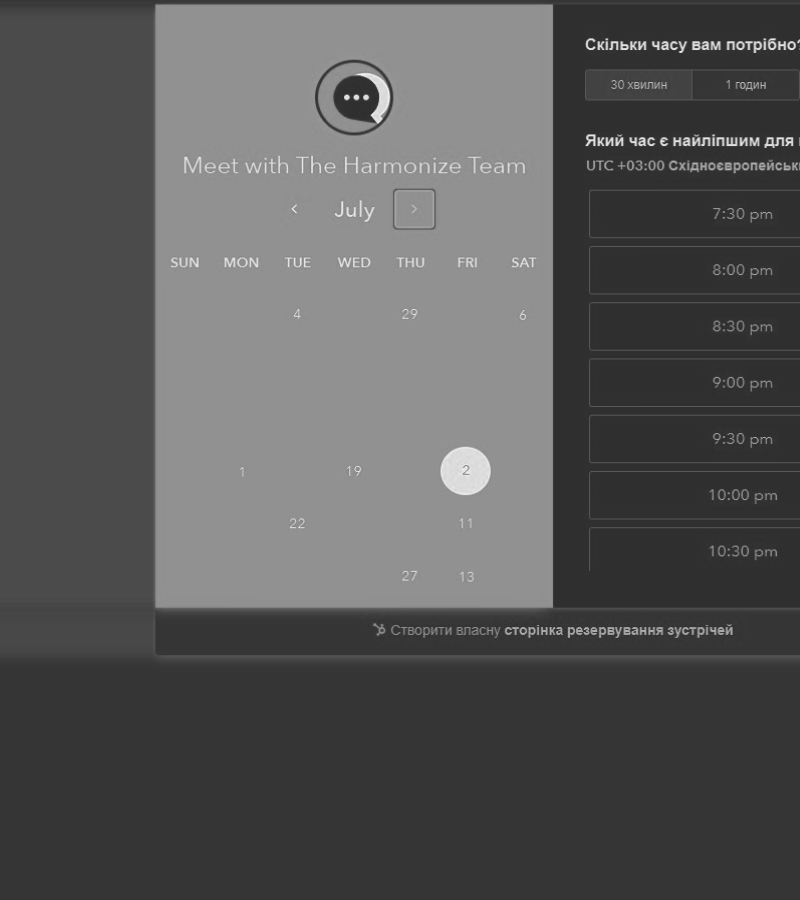 Meet with The Harmonize Team
July
SUN MON TUE WED THU FRI SAT
4 29 6
1 19 2
22 11
27 13
Скільки часу вам потрібно?
30 хвилин 1 годин
Який час є найліпшим для
UTC +03:00
7:30 pm
8:00 pm
8:30 pm
9:00 pm
9:30 pm
10:00 pm
10:30 pm
Створити власну сторінка резервування зустрічей